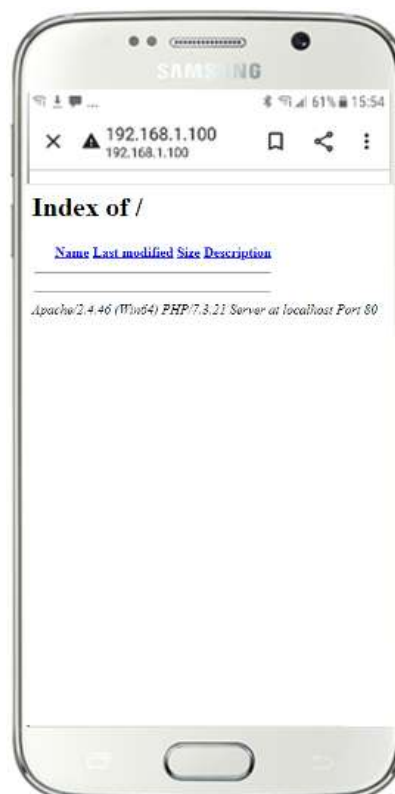 SAMSUNG
... 61% 15:54
192.168.1.100
192.168.1.100
Index of /
Name Last modified Size Description
Apache/2.4.46 (Win64) PHP/7.3.21 Server at localhost Port 80